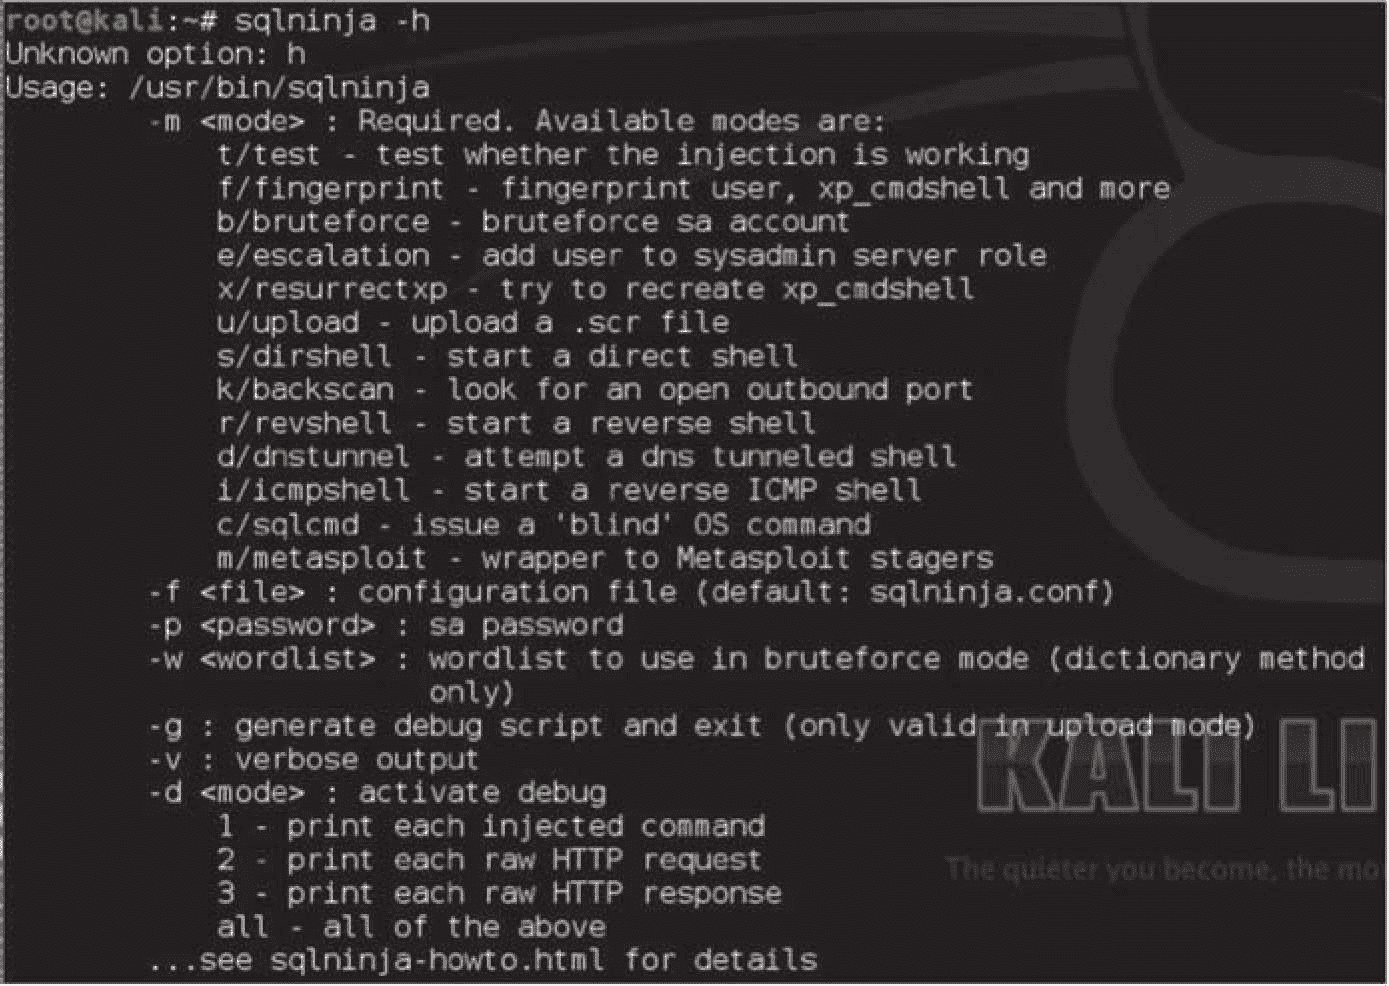 root@kali:~# sqlninja -h
Unknown option: h
Usage: /usr/bin/sqlninja
-m <mode> : Required. Available modes are:
t/test - test whether the injection is working
f/fingerprint - fingerprint user, xp_cmdshell and more
b/bruteforce - bruteforce sa account
e/escalation - add user to sysadmin server role
x/resurrectxp - try to recreate xp_cmdshell
u/upload - upload a .scr file
s/dirshell - start a direct shell
k/backscan - look for an open outbound port
r/revshell - start a reverse shell
d/dnstunnel - attempt a dns tunneled shell
i/icmpshell - start a reverse ICMP shell
c/sqlcmd - issue a 'blind' OS command
m/metasploit - wrapper to Metasploit stagers
-f <file> : configuration file (default: sqlninja.conf)
-p <password> : sa password
-w <wordlist> : wordlist to use in bruteforce mode (dictionary method
only)
-g : generate debug script and exit (only valid in upload mode)
-v : verbose output
-d <mode> : activate debug
1 - print each injected command
2 - print each raw HTTP request
3 - print each raw HTTP response
all - all of the above
...see sqlninja-howto.html for details
KALI LI
The quieter you become, the mo